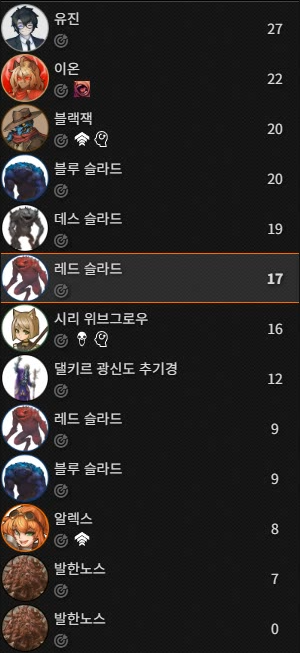 유진 27
이온 22
블랙잭 20
블루 슬라드 20
데스 슬라드 19
레드 슬라드 17
시리 위브그로우 16
댈키르 광신도 추기경 12
레드 슬라드 9
블루 슬라드 9
알렉스 8
발한노스 7
발한노스 0